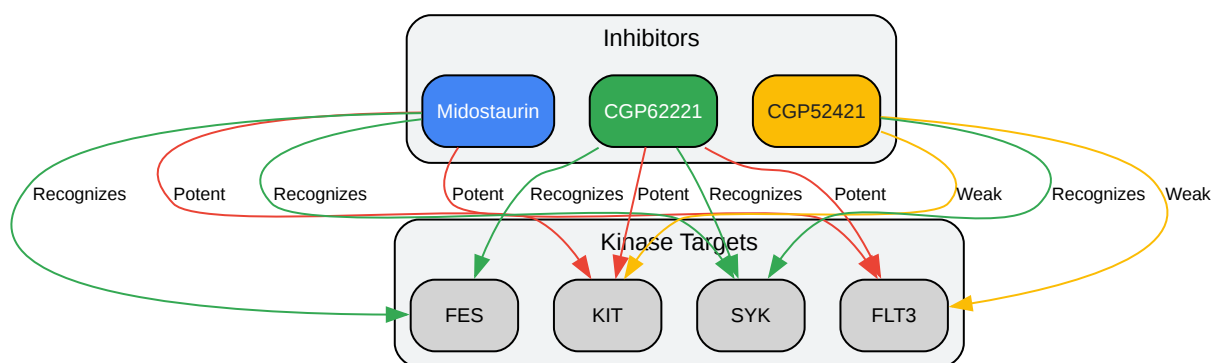 Inhibitors
Midostaurin CGP62221 CGP52421
Recognizes Potent Recognizes Potent Recognizes Potent Recognizes Potent Weak Recognizes Weak
Kinase Targets
FES KIT SYK FLT3